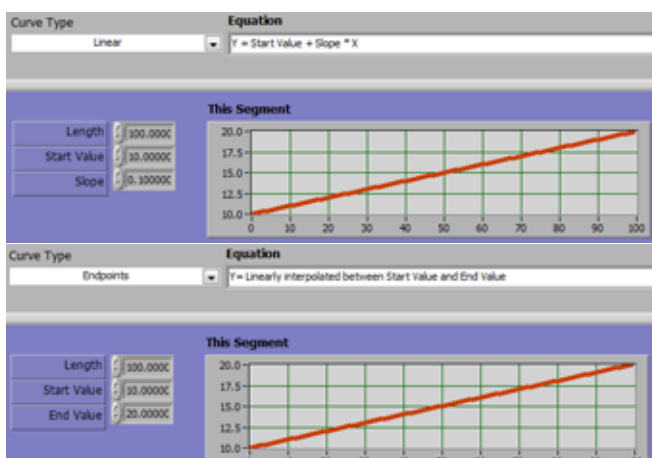 Curve Type Equation
Linear Y = Start Value + Slope * X
This Segment
Length 100.0000
Start Value 10.0000
Slope 0.10000
20.0
17.5
15.0
12.5
10.0
0 10 20 30 40 50 60 70 80 90 100
Curve Type Equation
Endpoints Y= Linearly interpolated between Start Value and End Value
This Segment
Length 100.0000
Start Value 10.0000
End Value 20.0000
20.0
17.5
15.0
12.5
10.0